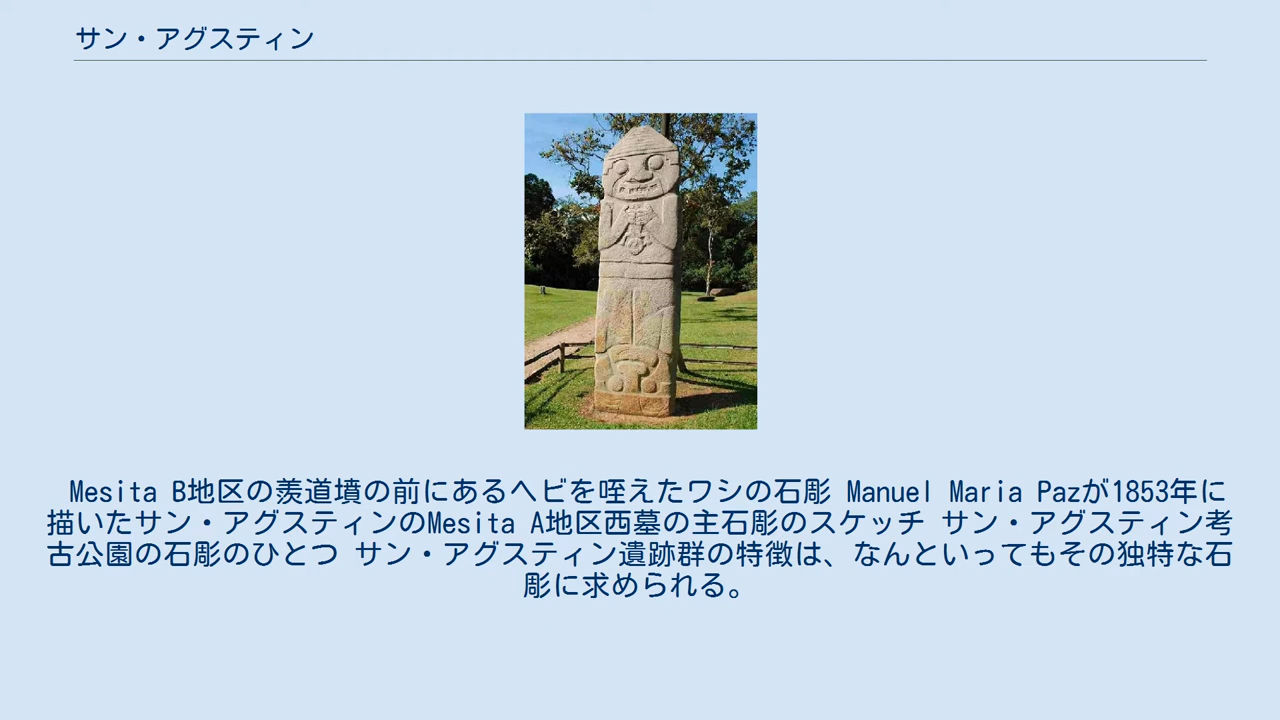 サン・アグスティン
Mesita B地区の羨道墳の前にあるヘビを咥えたワシの石彫 Manuel Maria Pazが1853年に
描いたサン・アグスティンのMesita A地区西墓の主石彫のスケッチ サン・アグスティン考
古公園の石彫のひとつ サン・アグスティン遺跡群の特徴は、なんといってもその独特な石
彫に求められる。